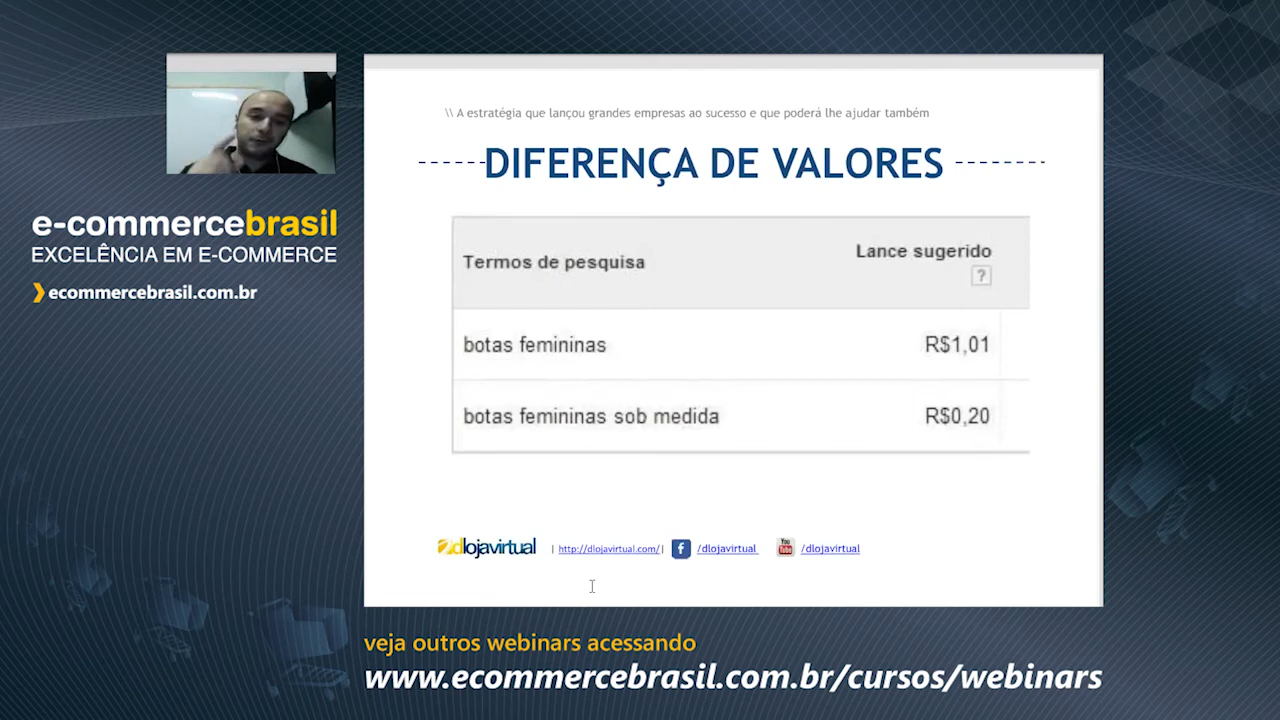 e-commercebrasil
EXCELÊNCIA EM E-COMMERCE
ecommercebrasil.com.br
\\ A estratégia que lançou grandes empresas ao sucesso e que poderá lhe ajudar também
DIFERENÇA DE VALORES
Termos de pesquisa
Lance sugerido
?
botas femininas
R$1,01
botas femininas sob medida
R$0,20
dlojavirtual | http://dlojavirtual.com/| f /dlojavirtual You Tube /dlojavirtual
veja outros webinars acessando
www.ecommercebrasil.com.br/cursos/webinars